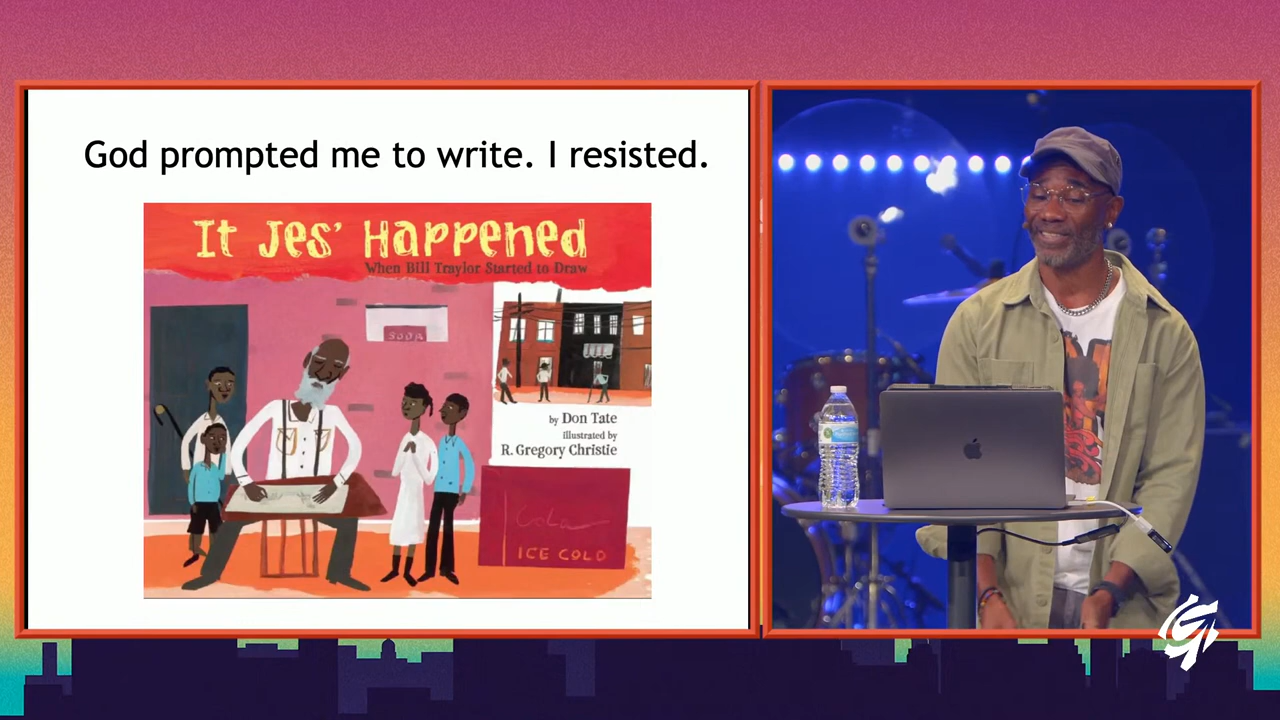 God prompted me to write. I resisted.
It Jes' Happened
When Bill Traylor Started to Draw
SODA
by Don Tate
illustrated by
R. Gregory Christie
Cola
ICE COLD